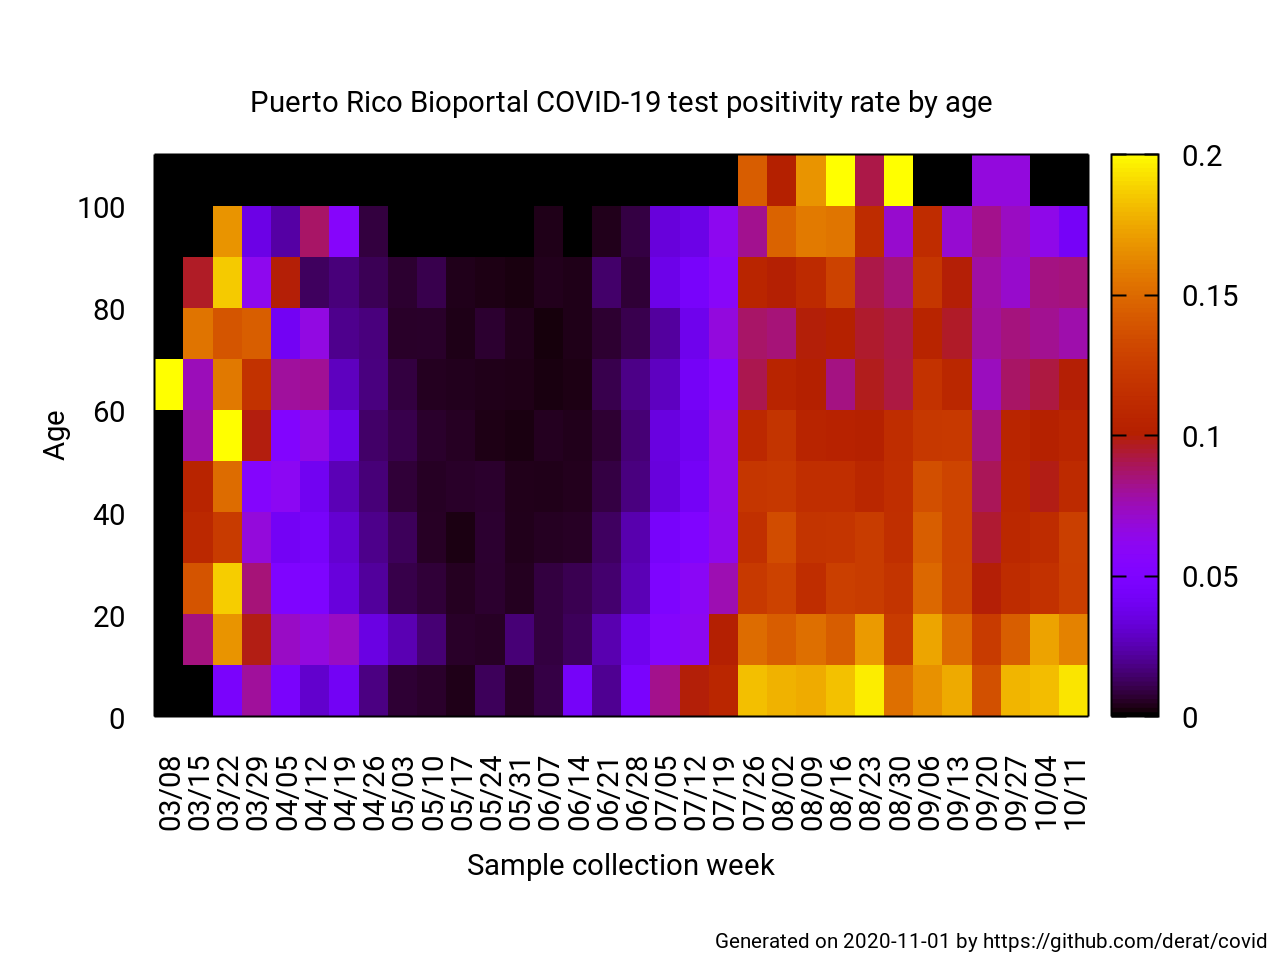 Puerto Rico Bioportal COVID-19 test positivity rate by age
Age
100
80
60
40
20
0
0.2
0.15
0.1
0.05
0
03/08 03/15 03/22 03/29 04/05 04/12 04/19 04/26 05/03 05/10 05/17 05/24 05/31 06/07 06/14 06/21 06/28 07/05 07/12 07/19 07/26 08/02 08/09 08/16 08/23 08/30 09/06 09/13 09/20 09/27 10/04 10/11
Sample collection week
Generated on 2020-11-01 by https://github.com/derat/covid